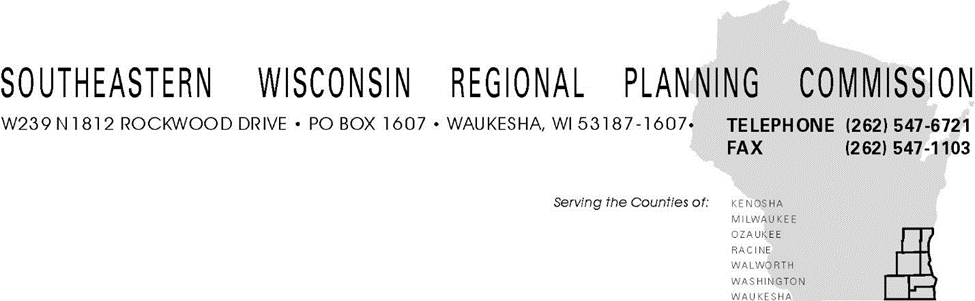 SOUTHEASTERN WISCONSIN REGIONAL PLANNING COMMISSION
W239 N1812 ROCKWOOD DRIVE • PO BOX 1607 • WAUKESHA, WI 53187-1607•
TELEPHONE (262) 547-6721
FAX (262) 547-1103
Serving the Counties of:
KENOSHA
MILWAUKEE
OZAUKEE
RACINE
WALWORTH
WASHINGTON
WAUKESHA